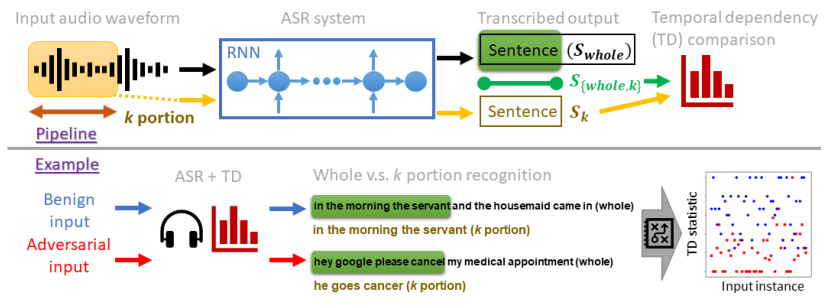 Input audio waveform
ASR system
Transcribed output
Temporal dependency
(TD) comparison
RNN
Sentence (S_whole)
S_{whole,k}
Sentence S_k
k portion
Pipeline
Example
ASR + TD
Whole v.s. k portion recognition
Benign
input
in the morning the servant and the housemaid came in (whole)
in the morning the servant (k portion)
Adversarial
input
hey google please cancel my medical appointment (whole)
he goes cancer (k portion)
TD statistic
Input instance